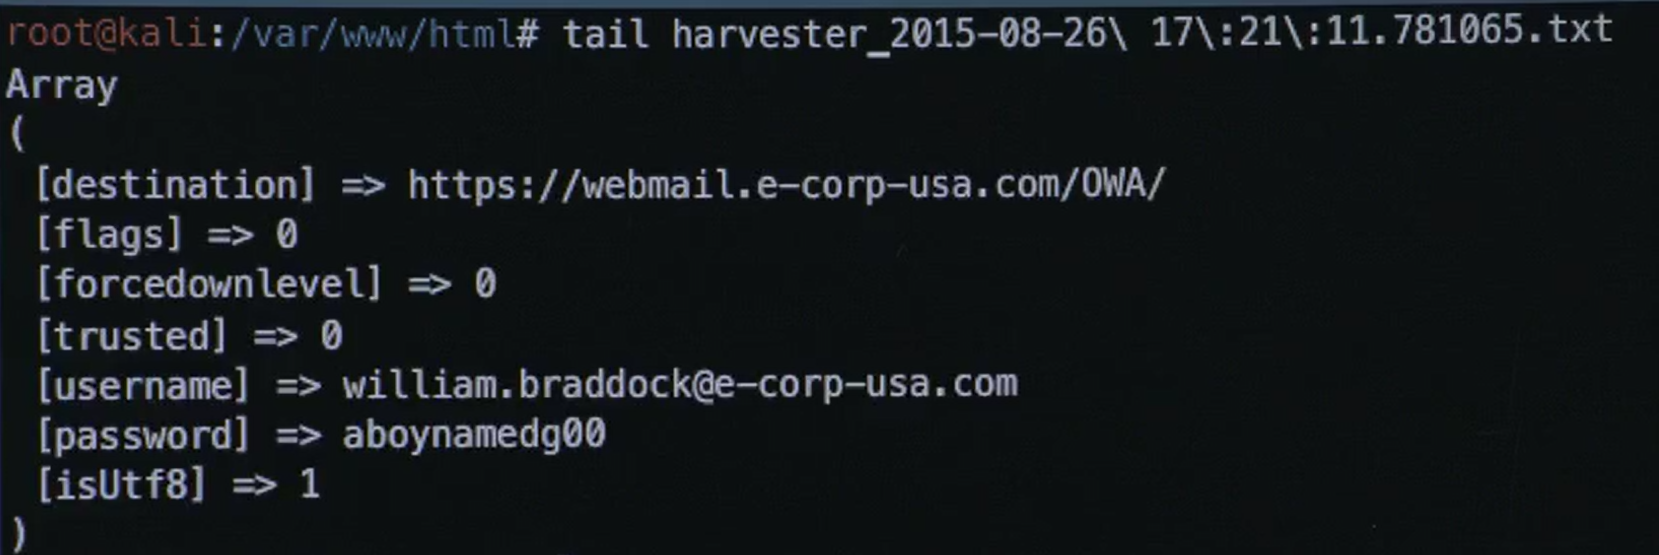 root@kali:/var/www/html# tail harvester_2015-08-26\ 17\:21\:11.781065.txt
Array
(
[destination] => https://webmail.e-corp-usa.com/OWA/
[flags] => 0
[forcedownlevel] => 0
[trusted] => 0
[username] => william.braddock@e-corp-usa.com
[password] => aboynamedg00
[isUtf8] => 1
)